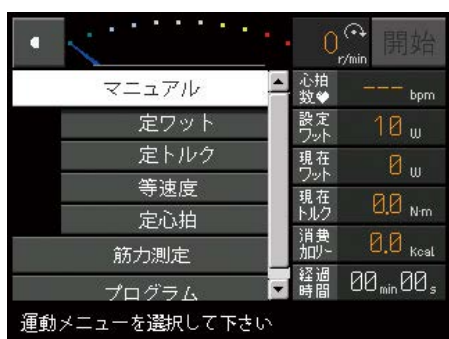 0 r/min 開始
マニュアル
定ワット
定トルク
等速度
定心拍
筋力測定
プログラム
心拍数♥ --- bpm
設定ワット 10 W
現在ワット 0 W
現在トルク 0.0 N·m
消費カロリー 0.0 Kcal
経過時間 00 min 00 s
運動メニューを選択して下さい